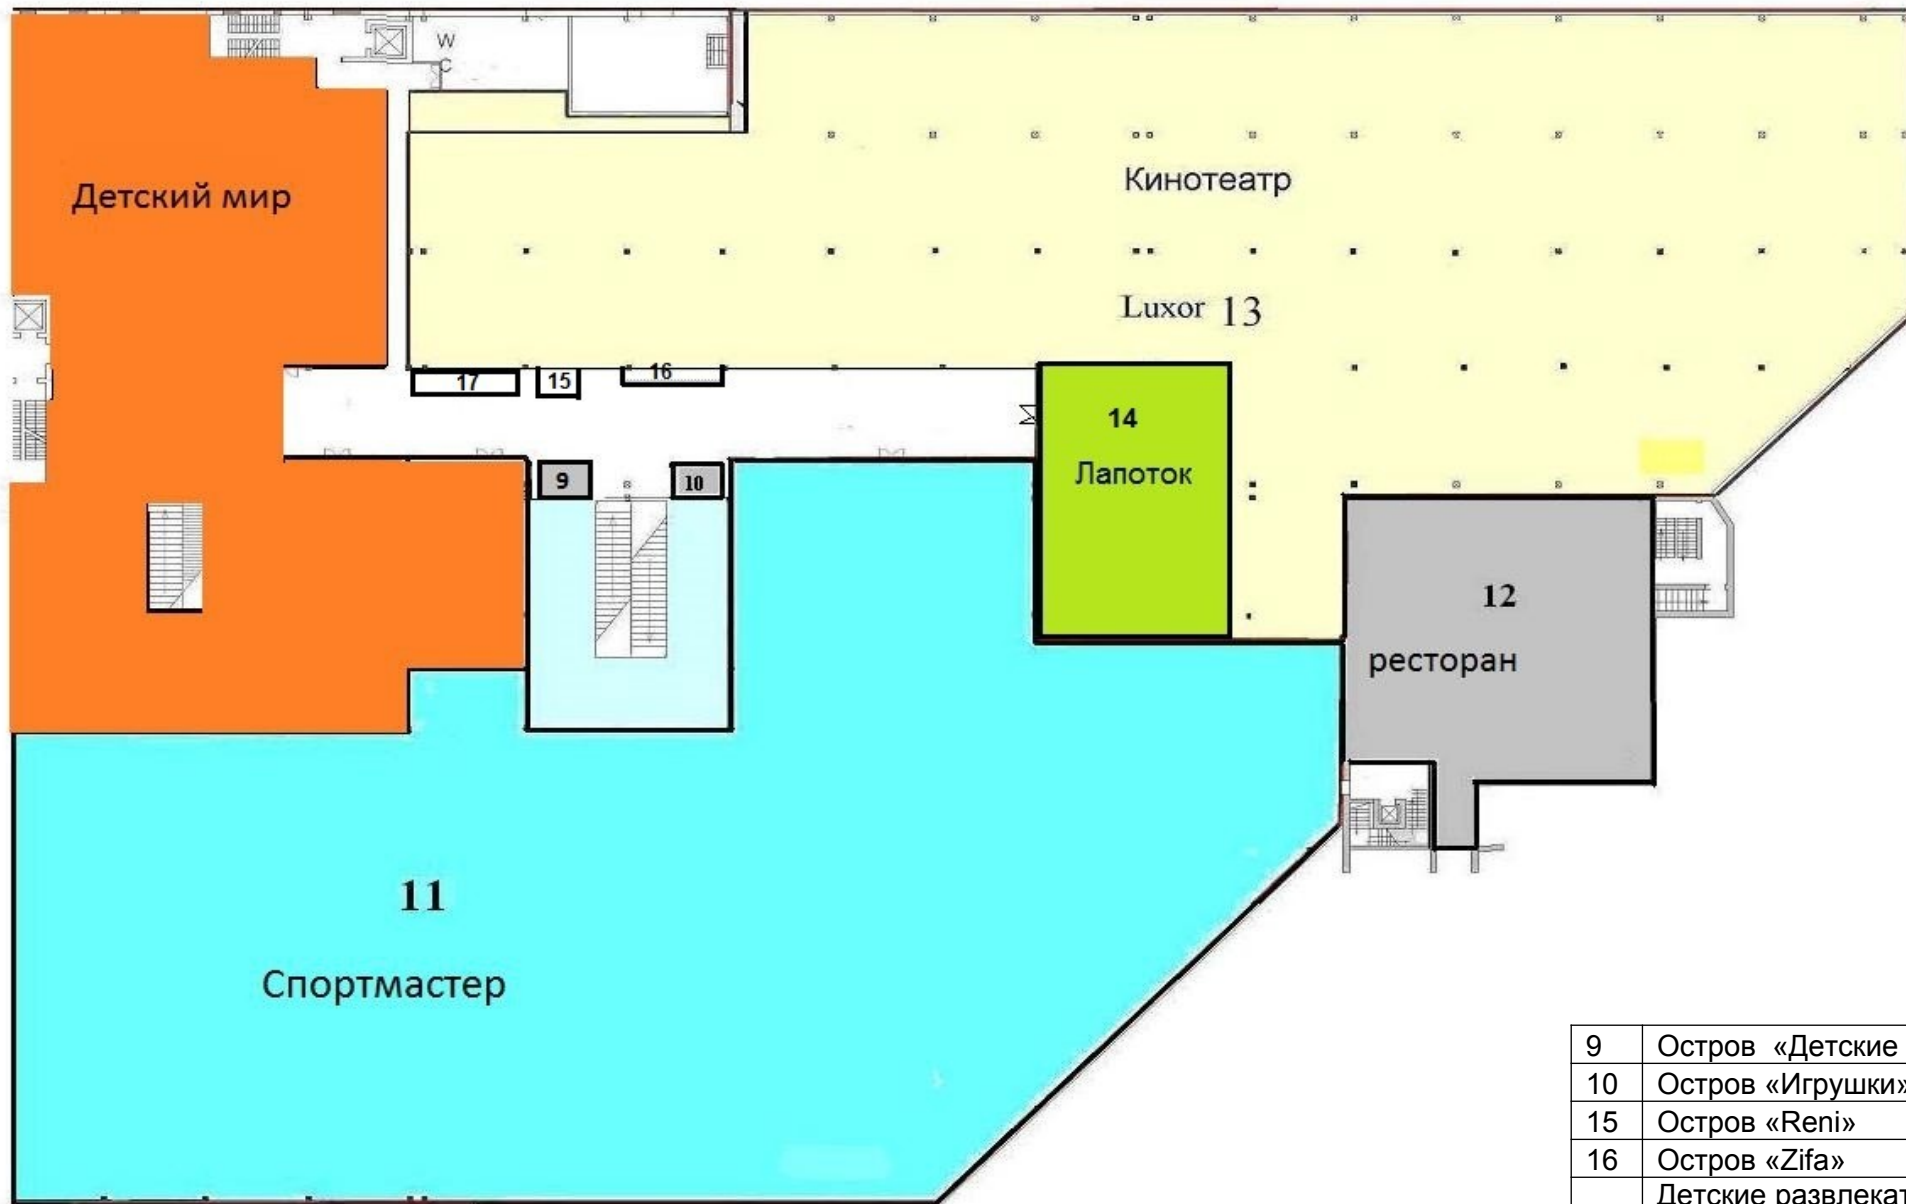 W
C
Детский мир
Кинотеатр
Luxor 13
17
15
16
14
Лапоток
9
10
12
ресторан
11
Спортмастер
9 Остров «Детские
10 Остров «Игрушки»
15 Остров «Reni»
16 Остров «Zifa»
Детские